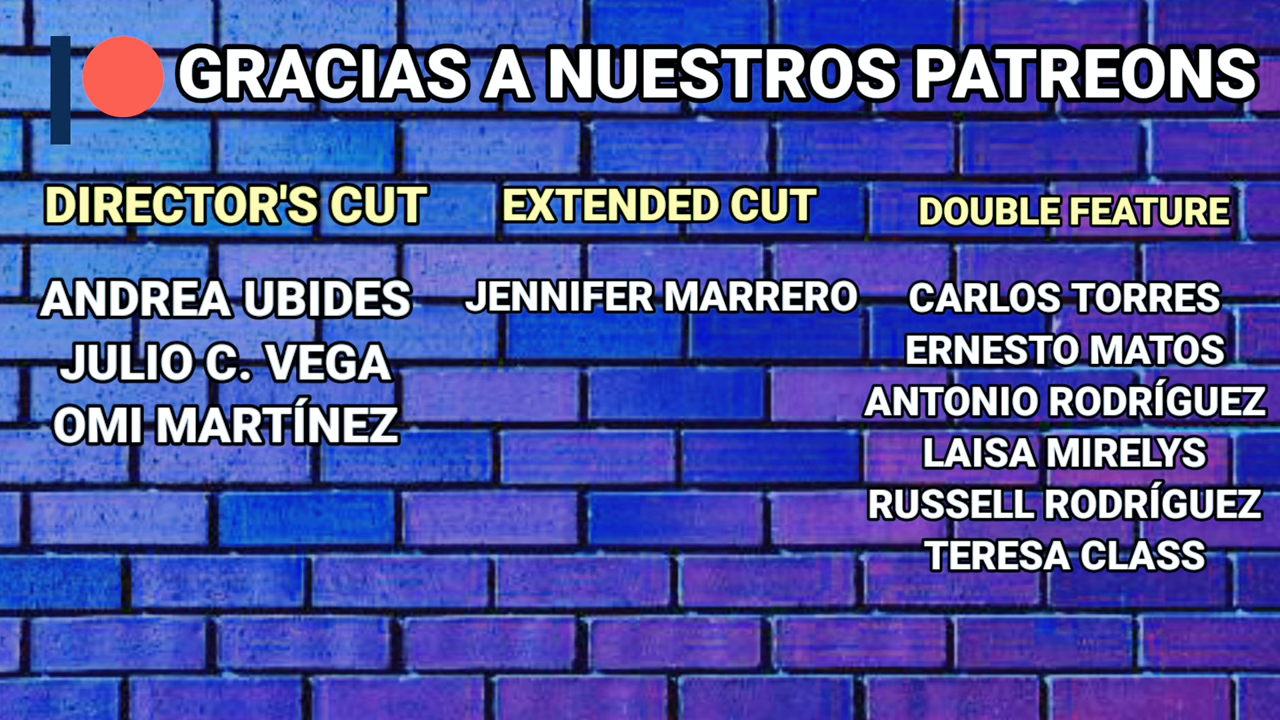 GRACIAS A NUESTROS PATREONS
DIRECTOR'S CUT
ANDREA UBIDES
JULIO C. VEGA
OMI MARTÍNEZ
EXTENDED CUT
JENNIFER MARRERO
DOUBLE FEATURE
CARLOS TORRES
ERNESTO MATOS
ANTONIO RODRÍGUEZ
LAISA MIRELYS
RUSSELL RODRÍGUEZ
TERESA CLASS